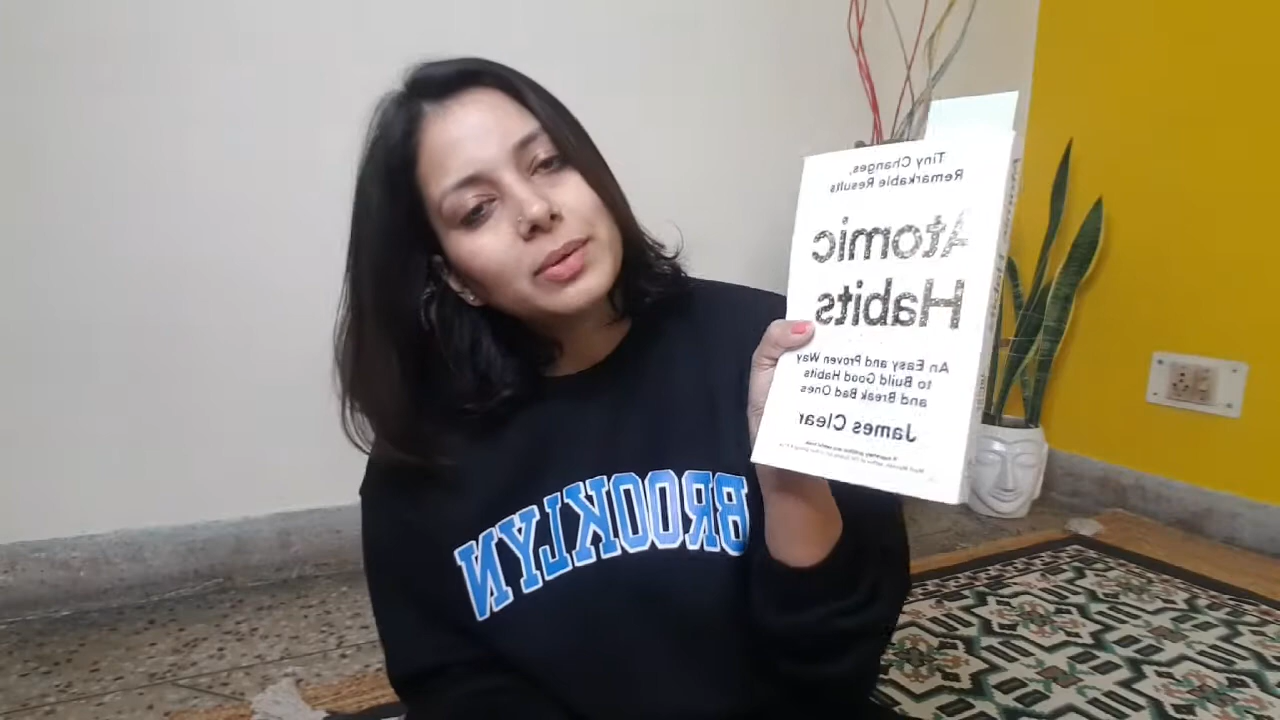 Tiny Changes,
Remarkable Results
Atomic
Habits
An Easy and Proven Way
to Build Good Habits
and Break Bad Ones
James Clear
BROOKLYN